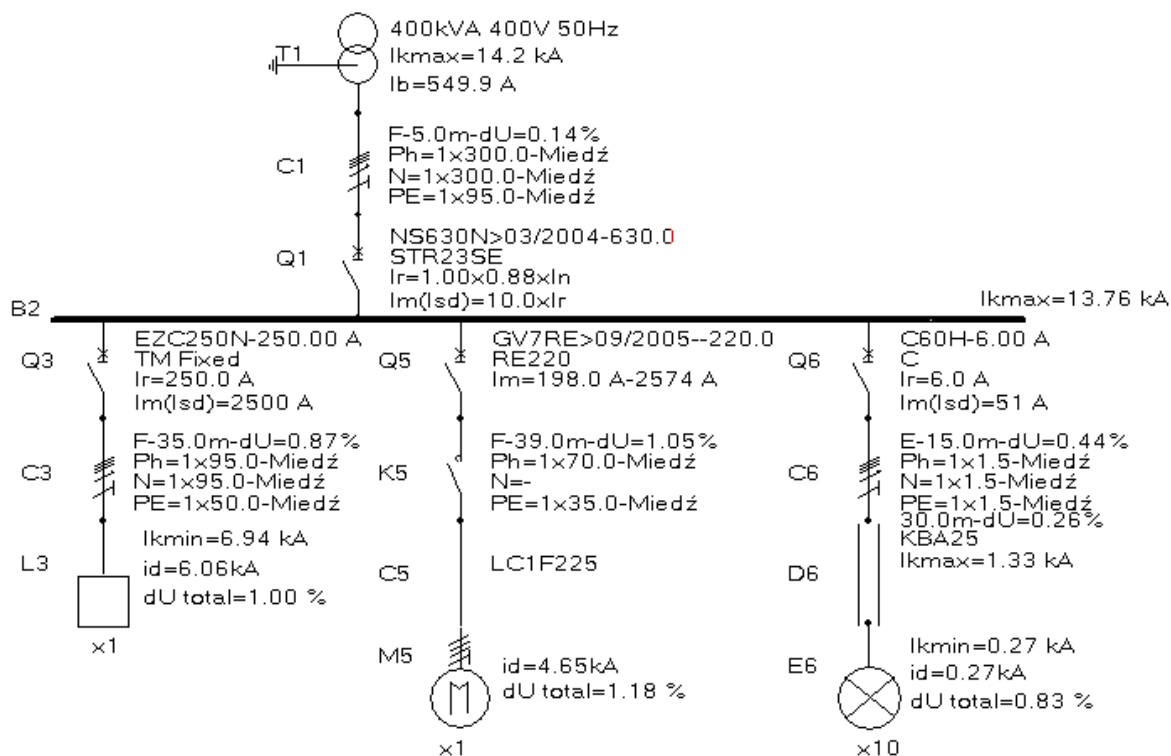 400kVA 400V 50Hz
T1
Ikmax=14.2 kA
Ib=549.9 A
F-5.0m-dU=0.14%
C1
Ph=1x300.0-Miedź
N=1x300.0-Miedź
PE=1x95.0-Miedź
NS630N>03/2004-630.0
Q1
STR23SE
Ir=1.00x0.88xIn
Im(Isd)=10.0xIr
B2
Ikmax=13.76 kA
EZC250N-250.00 A
Q3
TM Fixed
Ir=250.0 A
Im(Isd)=2500 A
F-35.0m-dU=0.87%
C3
Ph=1x95.0-Miedź
N=1x95.0-Miedź
PE=1x50.0-Miedź
Ikmin=6.94 kA
L3
id=6.06kA
dU total=1.00 %
x1
GV7RE>09/2005--220.0
Q5
RE220
Im=198.0 A-2574 A
F-39.0m-dU=1.05%
K5
Ph=1x70.0-Miedź
N=-
PE=1x35.0-Miedź
C5
LC1F225
M5
id=4.65kA
dU total=1.18 %
M
x1
C60H-6.00 A
Q6
C
Ir=6.0 A
Im(Isd)=51 A
E-15.0m-dU=0.44%
C6
Ph=1x1.5-Miedź
N=1x1.5-Miedź
PE=1x1.5-Miedź
30.0m-dU=0.26%
KBA25
D6
Ikmax=1.33 kA
Ikmin=0.27 kA
E6
id=0.27kA
dU total=0.83 %
x10